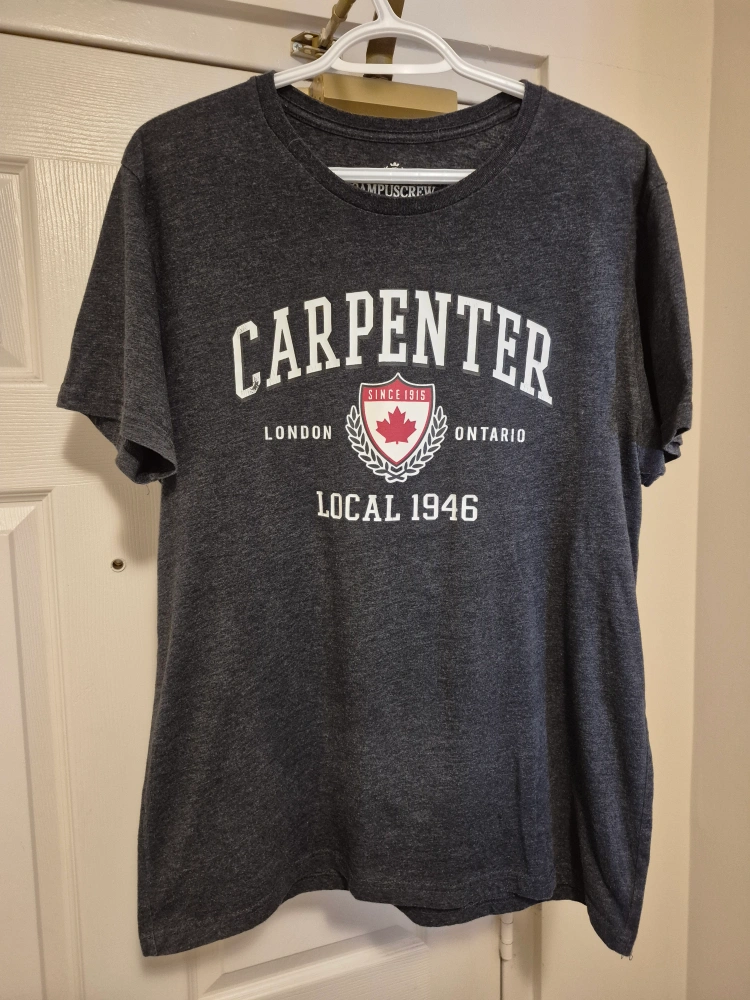 CAMPUSCREW
CARPENTER
SINCE 1915
LONDON ONTARIO
LOCAL 1946